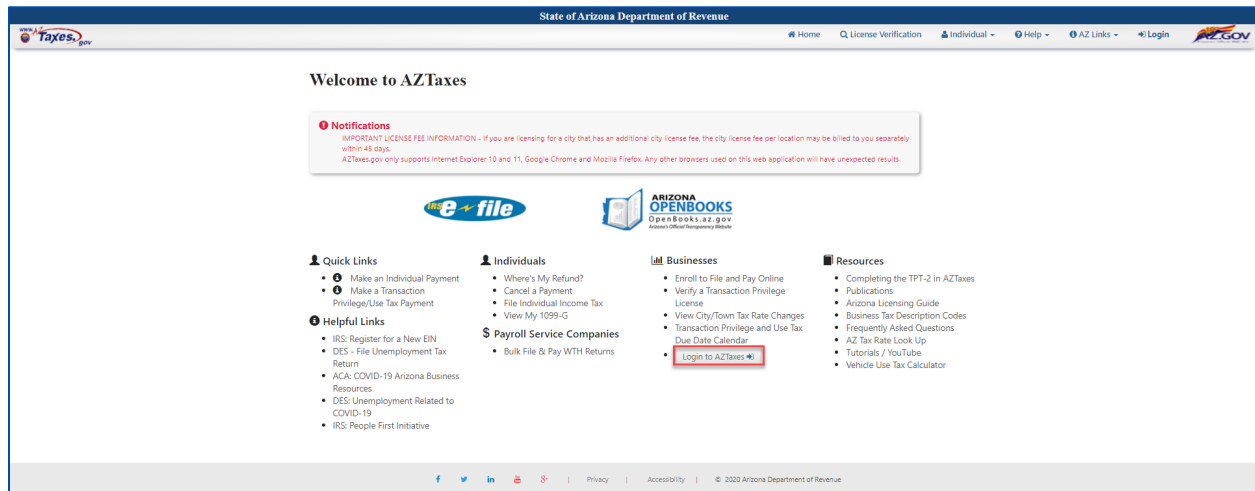 State of Arizona Department of Revenue
www.AZTaxes.gov
Home
License Verification
Individual
Help
AZ Links
Login
AZ.GOV
Welcome to AZTaxes
Notifications
IMPORTANT LICENSE FEE INFORMATION - If you are licensing for a city that has an additional city license fee, the city license fee per location may be billed to you separately
within 45 days.
AZTaxes.gov only supports Internet Explorer 10 and 11, Google Chrome and Mozilla Firefox. Any other browsers used on this web application will have unexpected results.
IRS e file
ARIZONA
OPENBOOKS
OpenBooks.az.gov
Arizona's Official Transparency Website
Quick Links
Make an Individual Payment
Make a Transaction
Privilege/Use Tax Payment
Helpful Links
IRS: Register for a New EIN
DES - File Unemployment Tax
Return
ACA: COVID-19 Arizona Business
Resources
DES: Unemployment Related to
COVID-19
IRS: People First Initiative
Individuals
Where's My Refund?
Cancel a Payment
File Individual Income Tax
View My 1099-G
$ Payroll Service Companies
Bulk File & Pay WTH Returns
Businesses
Enroll to File and Pay Online
Verify a Transaction Privilege
License
View City/Town Tax Rate Changes
Transaction Privilege and Use Tax
Due Date Calendar
Login to AZTaxes
Resources
Completing the TPT-2 in AZTaxes
Publications
Arizona Licensing Guide
Business Tax Description Codes
Frequently Asked Questions
AZ Tax Rate Look Up
Tutorials / YouTube
Vehicle Use Tax Calculator
| Privacy | Accessibility | © 2020 Arizona Department of Revenue